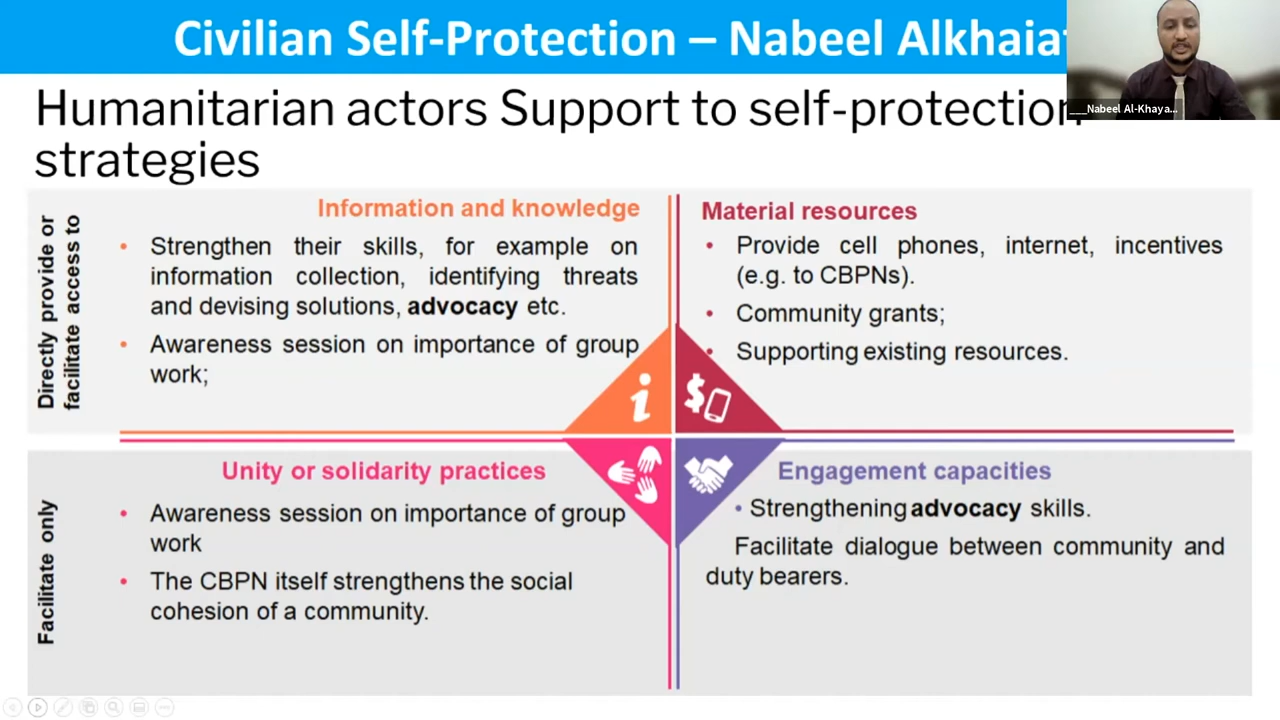 Civilian Self-Protection – Nabeel Alkhaiat
___Nabeel Al-Khaya...
Humanitarian actors Support to self-protection
strategies
Directly provide or
facilitate access to
Information and knowledge
• Strengthen their skills, for example on
information collection, identifying threats
and devising solutions, advocacy etc.
• Awareness session on importance of group
work;
Material resources
• Provide cell phones, internet, incentives
(e.g. to CBPNs).
• Community grants;
• Supporting existing resources.
i
$
Facilitate only
Unity or solidarity practices
• Awareness session on importance of group
work
• The CBPN itself strengthens the social
cohesion of a community.
Engagement capacities
• Strengthening advocacy skills.
Facilitate dialogue between community and
duty bearers.